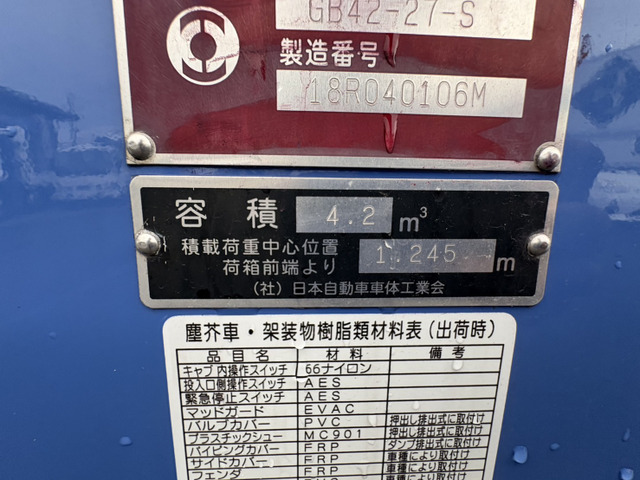 GB42-27-S
製造番号
18R040106M
容積 4.2 m³
積載荷重中心位置
荷箱前端より 1.245 m
(社)日本自動車車体工業会
塵芥車・架装物樹脂類材料表(出荷時)
品目名 材料 備考
キャブ内操作スイッチ 66ナイロン
投入口側操作スイッチ AES
緊急停止スイッチ AES
マッドガード EVAC
バルブカバー PVC 押出し排出式に取付け
プラスチックシュー MC901 押出し排出式に取付け
パイピングカバー FRP ダンプ排出式に取付け
サイドカバー FRP 車種により取付け
フェンダ FRP 車種により取付け